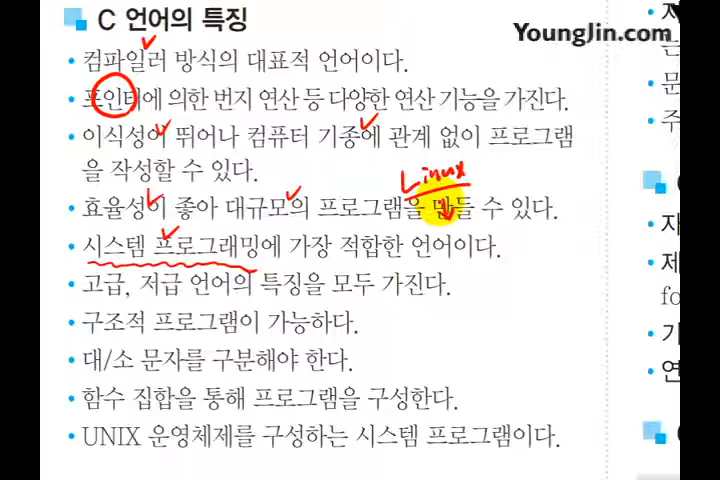 C 언어의 특징
YoungJin.com
• 컴파일러 방식의 대표적 언어이다.
• 포인터에 의한 번지 연산 등 다양한 연산 기능을 가진다.
• 이식성이 뛰어나 컴퓨터 기종에 관계 없이 프로그램
을 작성할 수 있다.
Linux
• 효율성이 좋아 대규모의 프로그램을 만들 수 있다.
• 시스템 프로그래밍에 가장 적합한 언어이다.
• 고급, 저급 언어의 특징을 모두 가진다.
• 구조적 프로그램이 가능하다.
• 대/소 문자를 구분해야 한다.
• 함수 집합을 통해 프로그램을 구성한다.
• UNIX 운영체제를 구성하는 시스템 프로그램이다.
문
주
자
제
fo
기
연